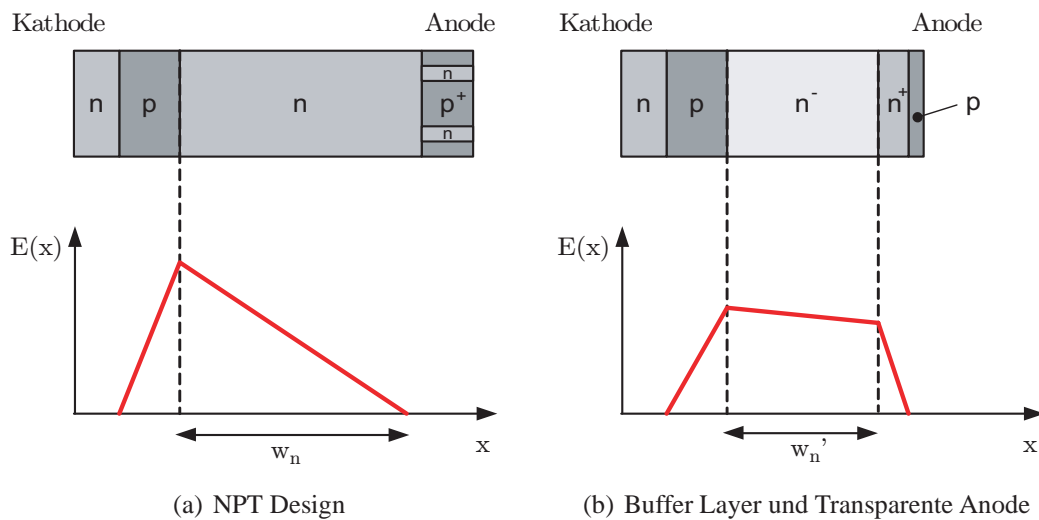 Kathode Anode
n p n n p+ n
E(x)
wn x
(a) NPT Design
Kathode Anode
n p n- n+ p
E(x)
wn' x
(b) Buffer Layer und Transparente Anode